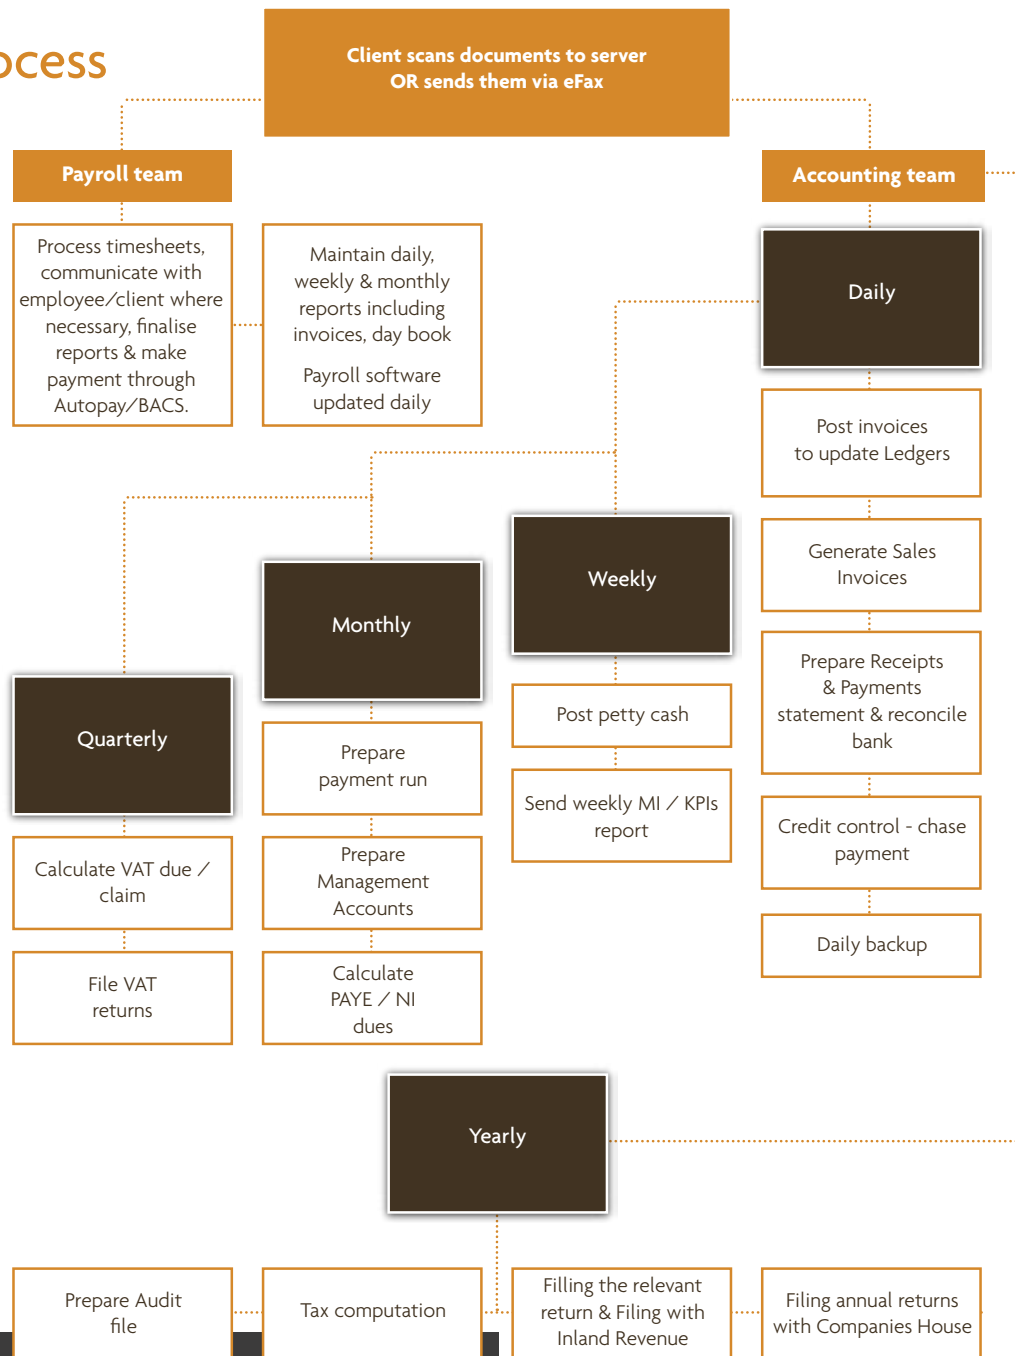 ocess
Client scans documents to server
OR sends them via eFax
Payroll team
Accounting team
Process timesheets,
communicate with
employee/client where
necessary, finalise
reports & make
payment through
Autopay/BACS.
Maintain daily,
weekly & monthly
reports including
invoices, day book
Payroll software
updated daily
Daily
Post invoices
to update Ledgers
Generate Sales
Invoices
Prepare Receipts
& Payments
statement & reconcile
bank
Credit control - chase
payment
Daily backup
Weekly
Post petty cash
Send weekly MI / KPIs
report
Monthly
Prepare
payment run
Prepare
Management
Accounts
Calculate
PAYE / NI
dues
Quarterly
Calculate VAT due /
claim
File VAT
returns
Yearly
Prepare Audit
file
Tax computation
Filling the relevant
return & Filing with
Inland Revenue
Filing annual returns
with Companies House